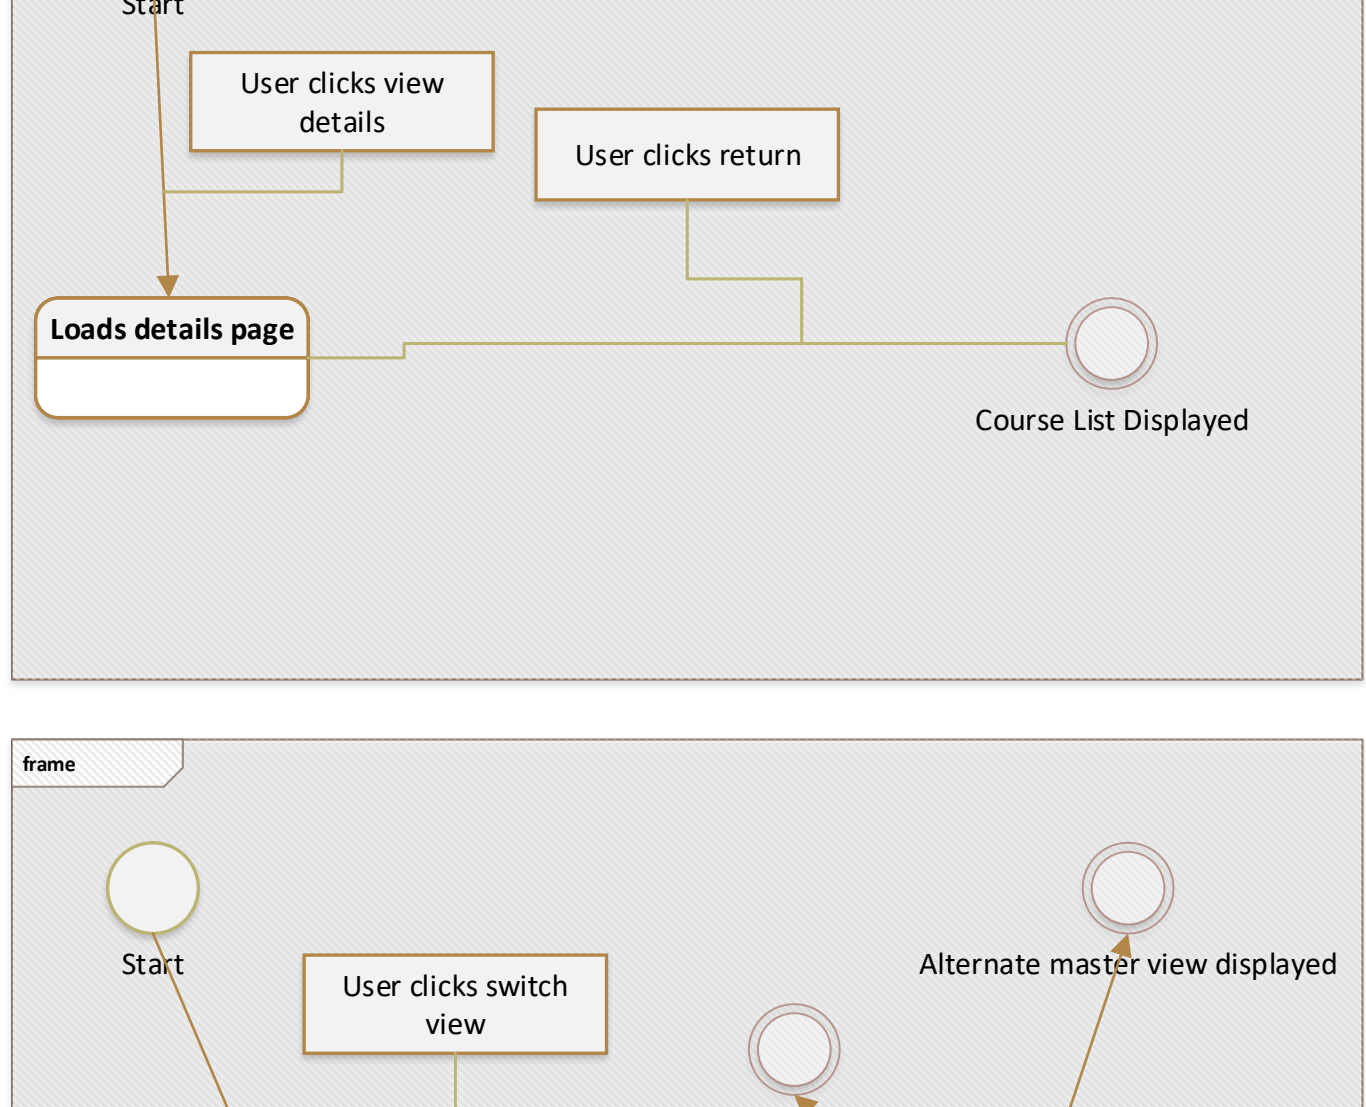 Start
User clicks view
details
User clicks return
Loads details page
Course List Displayed
frame
Start
Alternate master view displayed
User clicks switch
view